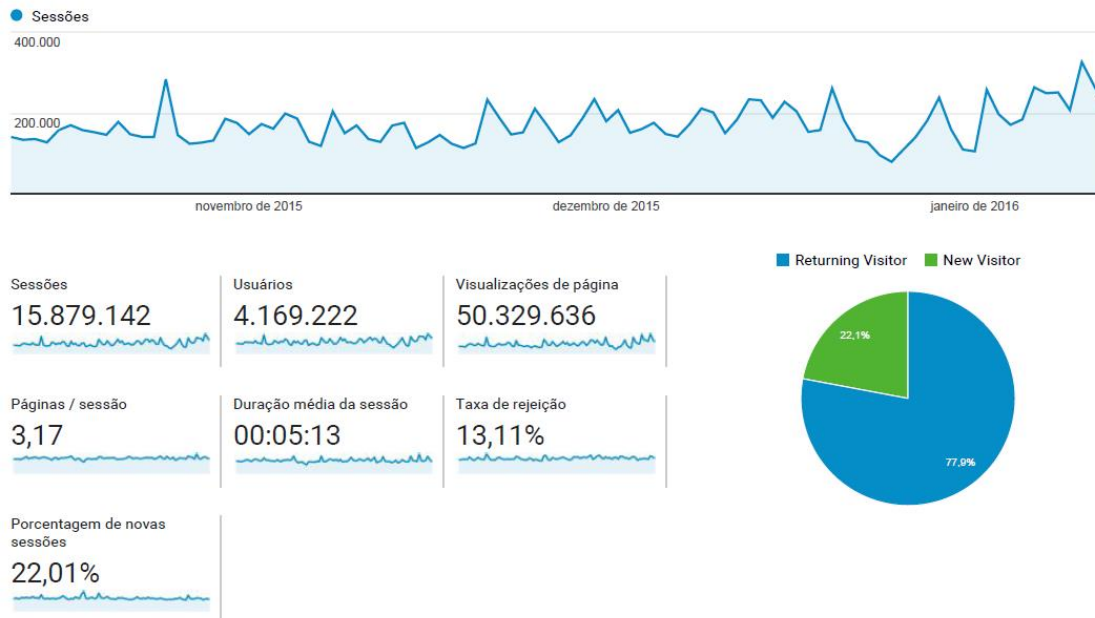 Sessões
400.000
200.000
novembro de 2015
dezembro de 2015
janeiro de 2016
Returning Visitor
New Visitor
Sessões
15.879.142
Usuários
4.169.222
Visualizações de página
50.329.636
22,1%
77,9%
Páginas / sessão
3,17
Duração média da sessão
00:05:13
Taxa de rejeição
13,11%
Porcentagem de novas
sessões
22,01%